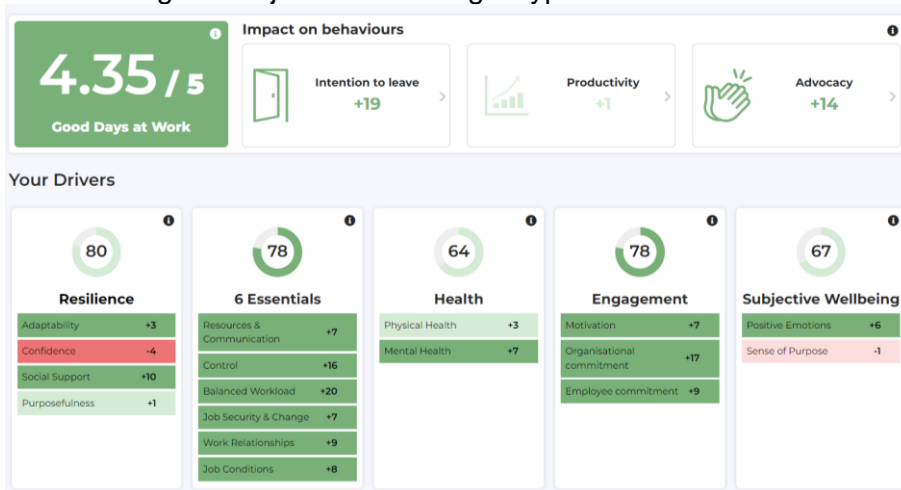 Impact on behaviours
4.35 / 5
Good Days at Work
Intention to leave
+19
Productivity
+1
Advocacy
+14
Your Drivers
80
Resilience
Adaptability +3
Confidence -4
Social Support +10
Purposefulness +1
78
6 Essentials
Resources &
Communication +7
Control +16
Balanced Workload +20
Job Security & Change +7
Work Relationships +9
Job Conditions +8
64
Health
Physical Health +3
Mental Health +7
78
Engagement
Motivation +7
Organisational
commitment +17
Employee commitment +9
67
Subjective Wellbeing
Positive Emotions +6
Sense of Purpose -1